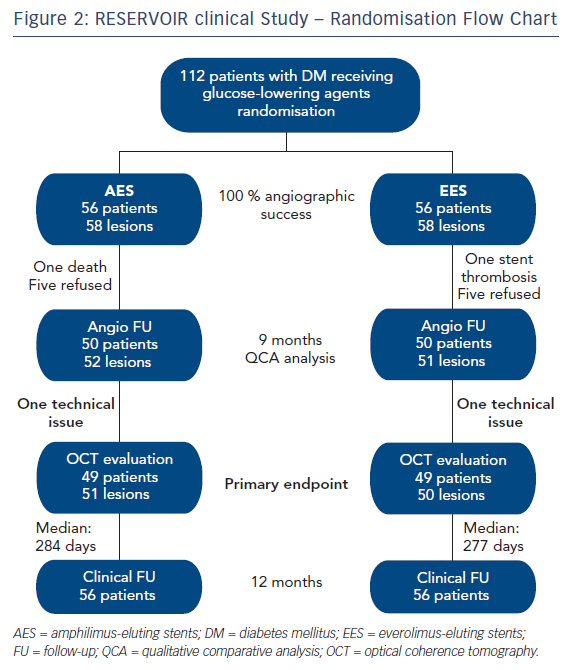 Figure 2: RESERVOIR clinical Study – Randomisation Flow Chart
112 patients with DM receiving
glucose-lowering agents
randomisation
AES
56 patients
58 lesions
100 % angiographic
success
EES
56 patients
58 lesions
One death
Five refused
One stent
thrombosis
Five refused
Angio FU
50 patients
52 lesions
9 months
QCA analysis
Angio FU
50 patients
51 lesions
One technical
issue
One technical
issue
OCT evaluation
49 patients
51 lesions
Primary endpoint
OCT evaluation
49 patients
50 lesions
Median:
284 days
Median:
277 days
Clinical FU
56 patients
12 months
Clinical FU
56 patients
AES = amphilimus-eluting stents; DM = diabetes mellitus; EES = everolimus-eluting stents;
FU = follow-up; QCA = qualitative comparative analysis; OCT = optical coherence tomography.